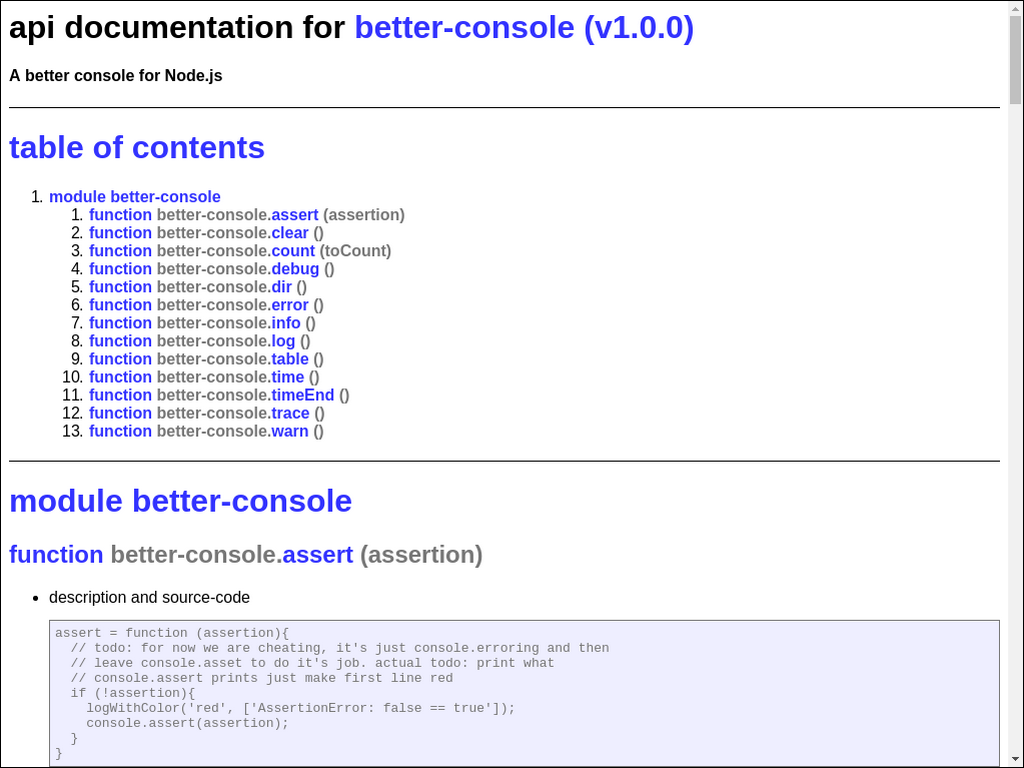 api documentation for better-console (v1.0.0)
A better console for Node.js
table of contents
1. module better-console
1. function better-console.assert (assertion)
2. function better-console.clear ()
3. function better-console.count (toCount)
4. function better-console.debug ()
5. function better-console.dir ()
6. function better-console.error ()
7. function better-console.info ()
8. function better-console.log ()
9. function better-console.table ()
10. function better-console.time ()
11. function better-console.timeEnd ()
12. function better-console.trace ()
13. function better-console.warn ()
module better-console
function better-console.assert (assertion)
• description and source-code
assert = function (assertion){
  // todo: for now we are cheating, it's just console.erroring and then
  // leave console.asset to do it's job. actual todo: print what
  // console.assert prints just make first line red
  if (!assertion){
    logWithColor('red', ['AssertionError: false == true']);
    console.assert(assertion);
  }
}